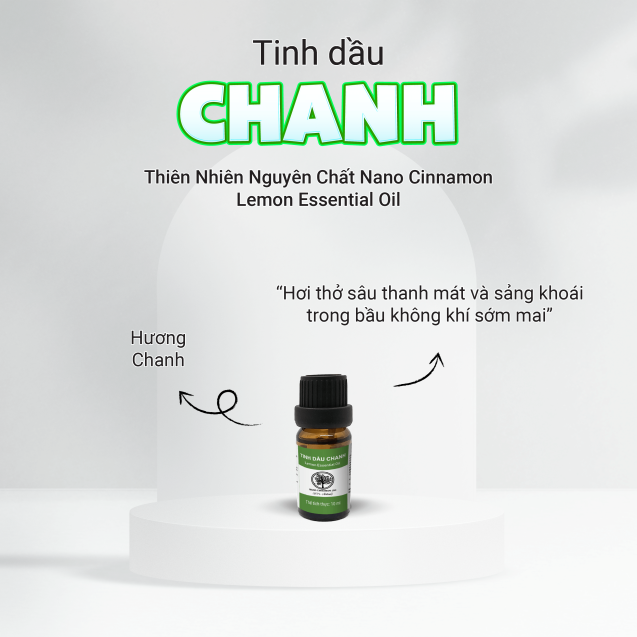 Tinh dầu
CHANH
Thiên Nhiên Nguyên Chất Nano Cinnamon
Lemon Essential Oil
“Hơi thở sâu thanh mát và sảng khoái
trong bầu không khí sớm mai”
Hương
Chanh
TINH DẦU CHANH
Lemon Essential Oil